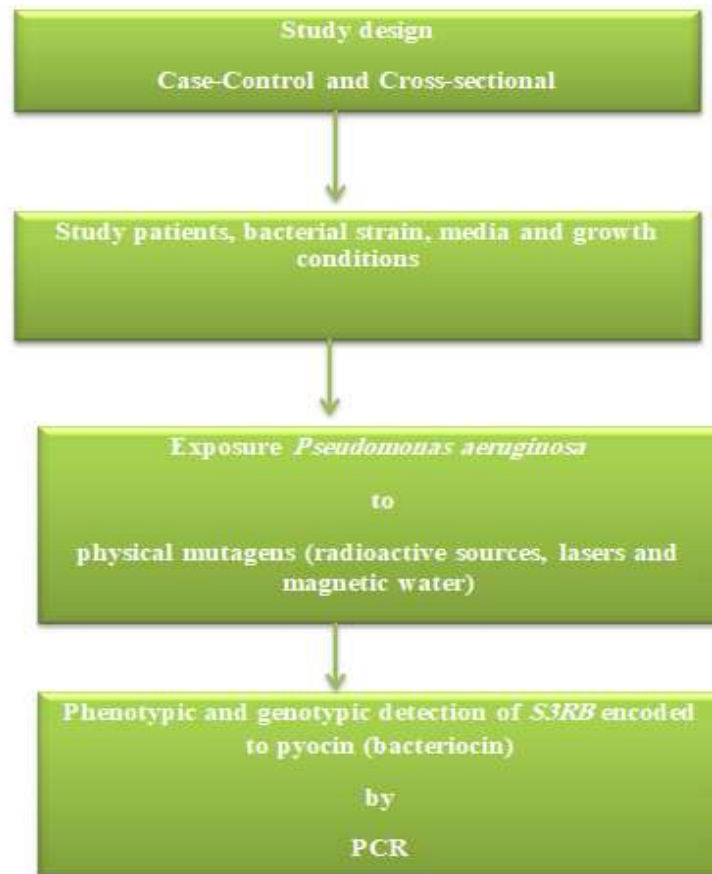 Study design
Case-Control and Cross-sectional
Study patients, bacterial strain, media and growth
conditions
Exposure Pseudomonas aeruginosa
to
physical mutagens (radioactive sources, lasers and
magnetic water)
Phenotypic and genotypic detection of S3RB encoded
to pyocin (bacteriocin)
by
PCR